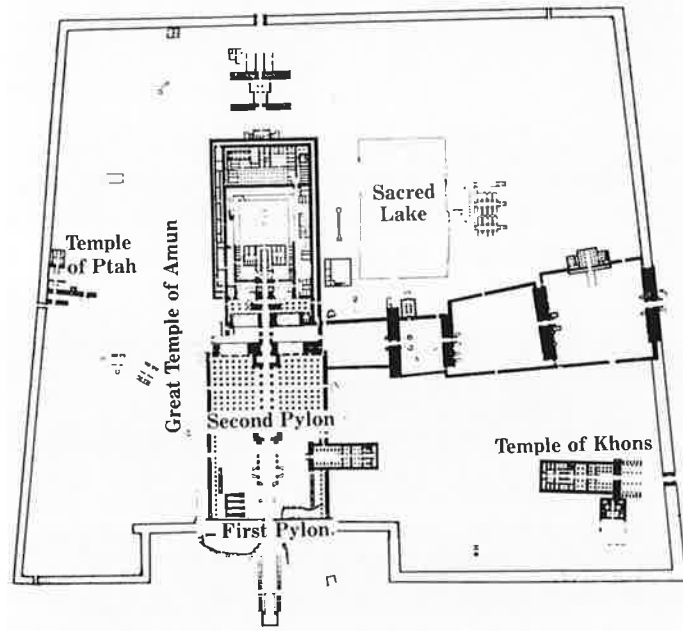 Sacred
Lake
Temple
of Ptah
Great Temple of Amun
Second Pylon
Temple of Khons
First Pylon.